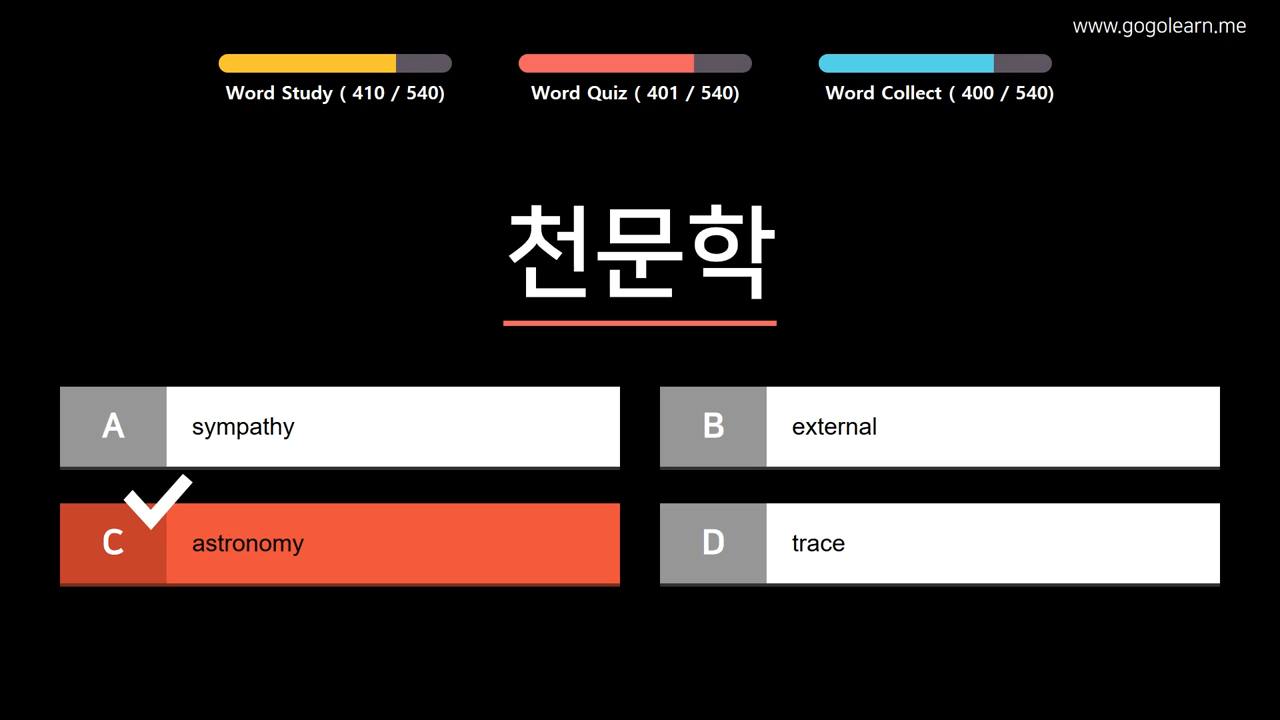 www.gogolearn.me
Word Study ( 410 / 540)
Word Quiz ( 401 / 540)
Word Collect ( 400 / 540)
천문학
A
sympathy
B
external
C
astronomy
D
trace